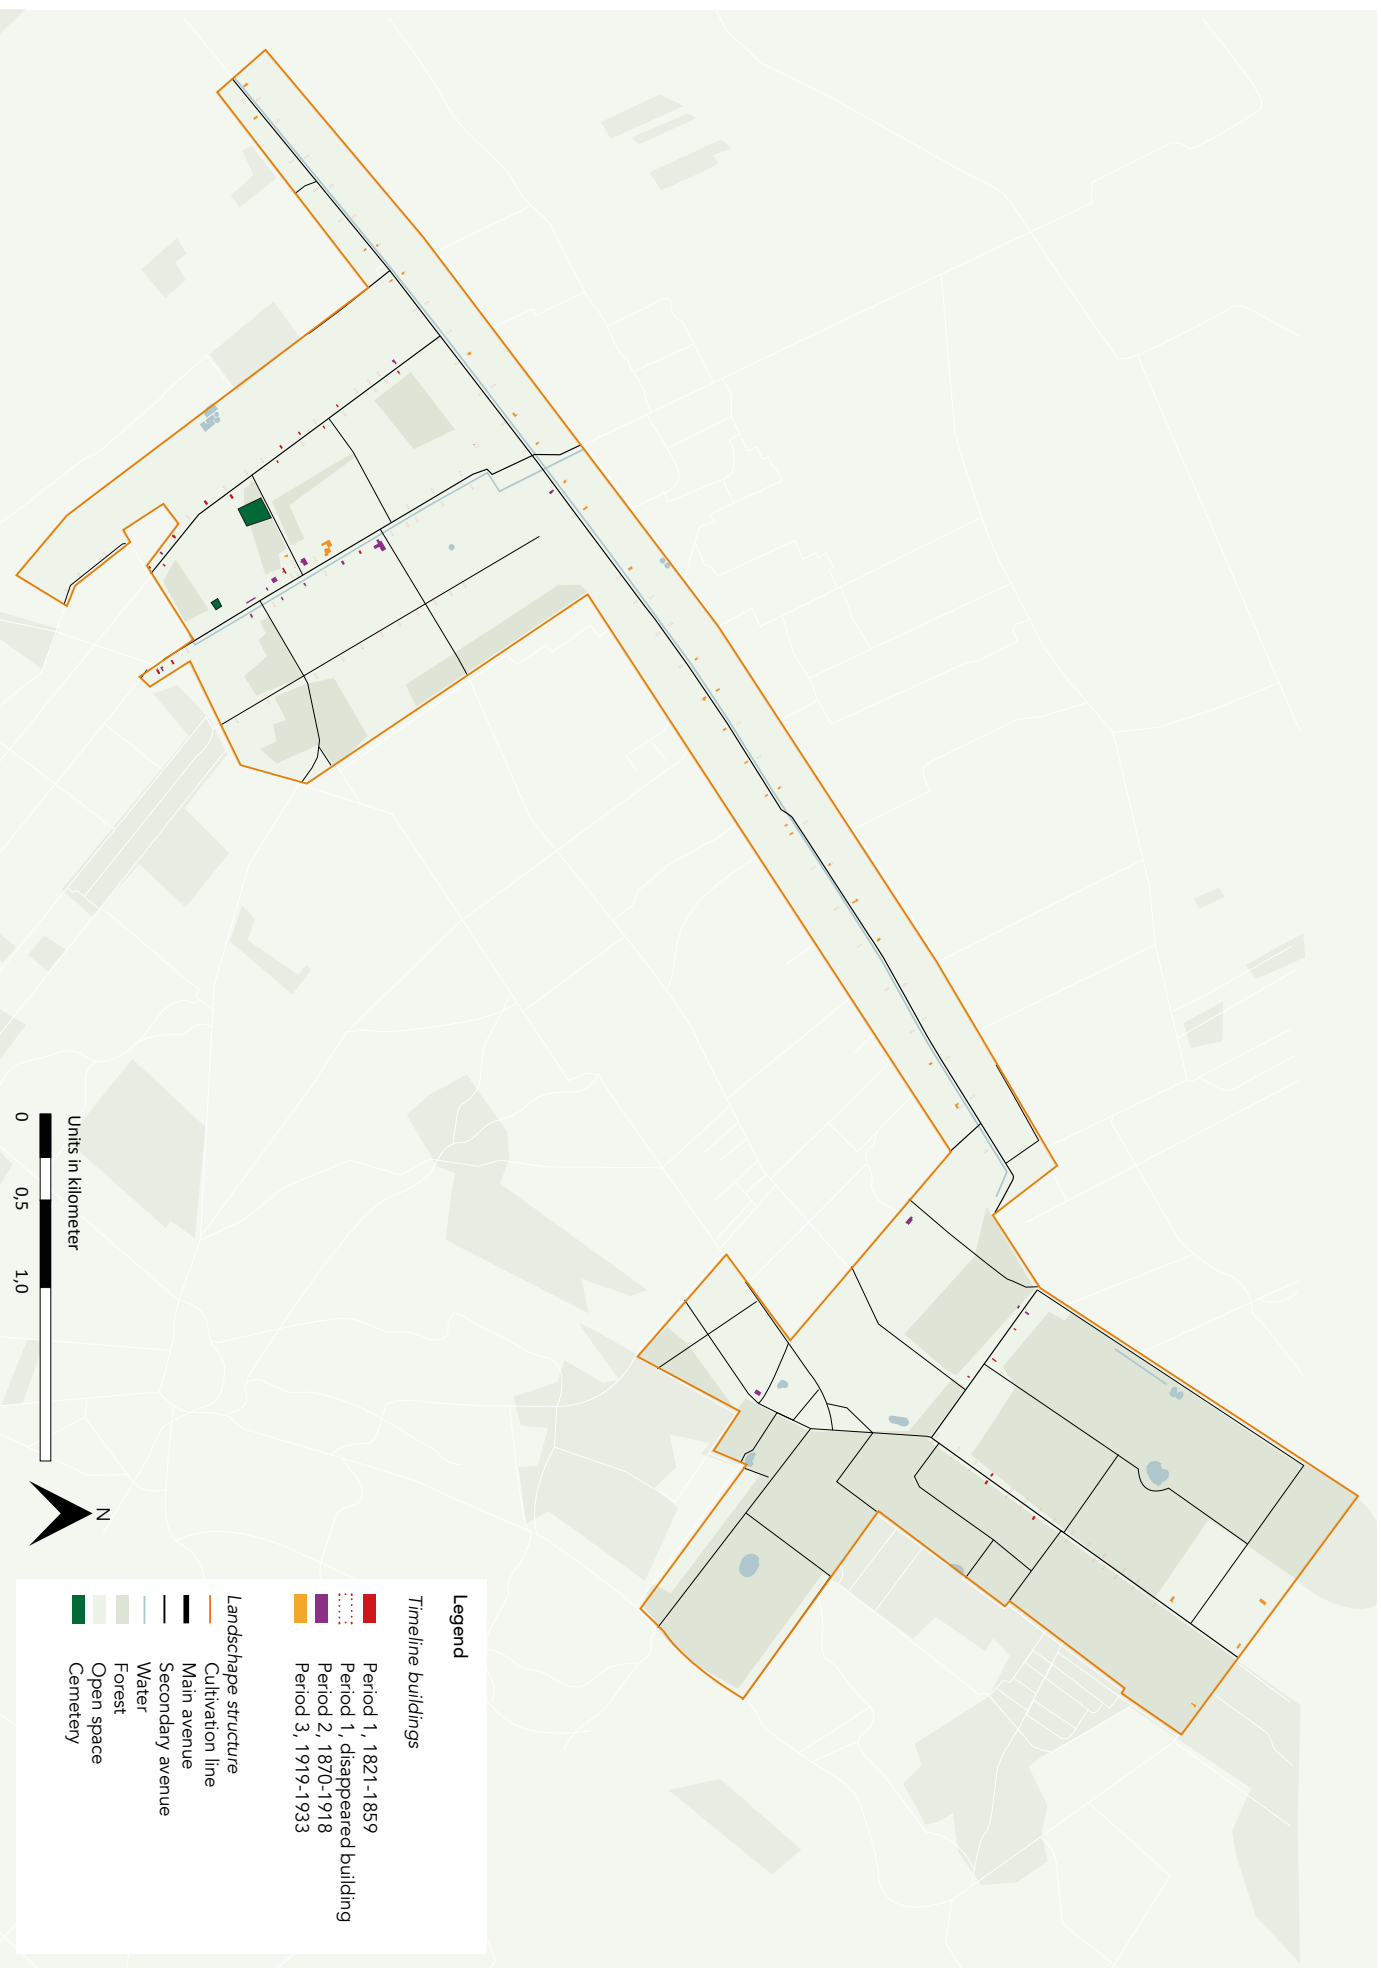 Units in kilometer
0 0,5 1,0
N
Legend
Timeline buildings
Period 1, 1821-1859
Period 1, disappeared building
Period 2, 1870-1918
Period 3, 1919-1933
Landschape structure
Cultivation line
Main avenue
Secondary avenue
Water
Forest
Open space
Cemetery